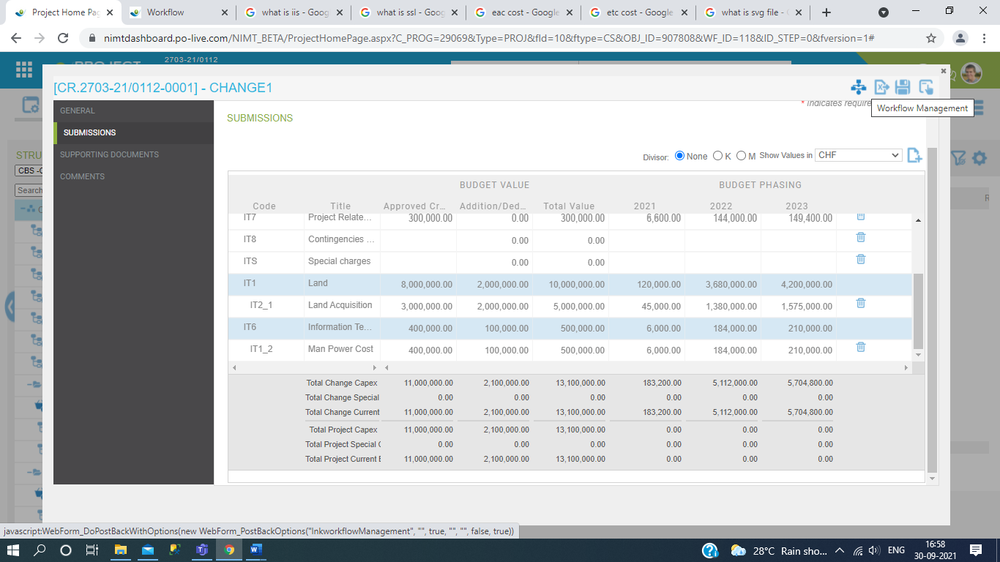 Project Home Pag
Workflow
what is iis - Goog
what is ssl - Goog
eac cost - Google
etc cost - Google
what is svg file -
nimtdashboard.po-live.com/NIMT_BETA/ProjectHomePage.aspx?C_PROG=29069&Type=PROJ&fId=10&ftype=CS&OBJ_ID=907808&WF_ID=118&ID_STEP=0&fversion=1#
PROJECT
2703-21/0112
[CR.2703-21/0112-0001] - CHANGE1
* Indicates require
Workflow Management
GENERAL
SUBMISSIONS
SUPPORTING DOCUMENTS
COMMENTS
STRU
CBS -C
Search
SUBMISSIONS
Divisor: None K M Show Values in CHF
BUDGET VALUE BUDGET PHASING
Code Title Approved Cr... Addition/Ded... Total Value 2021 2022 2023
IT7 Project Relate... 300,000.00 0.00 300,000.00 6,600.00 144,000.00 149,400.00
IT8 Contingencies ... 0.00 0.00
ITS Special charges 0.00 0.00
IT1 Land 8,000,000.00 2,000,000.00 10,000,000.00 120,000.00 3,680,000.00 4,200,000.00
IT2_1 Land Acquisition 3,000,000.00 2,000,000.00 5,000,000.00 45,000.00 1,380,000.00 1,575,000.00
IT6 Information Te... 400,000.00 100,000.00 500,000.00 6,000.00 184,000.00 210,000.00
IT1_2 Man Power Cost 400,000.00 100,000.00 500,000.00 6,000.00 184,000.00 210,000.00
Total Change Capex 11,000,000.00 2,100,000.00 13,100,000.00 183,200.00 5,112,000.00 5,704,800.00
Total Change Special 0.00 0.00 0.00 0.00 0.00 0.00
Total Change Current 11,000,000.00 2,100,000.00 13,100,000.00 183,200.00 5,112,000.00 5,704,800.00
Total Project Capex 11,000,000.00 2,100,000.00 13,100,000.00 0.00 0.00 0.00
Total Project Special C 0.00 0.00 0.00 0.00 0.00 0.00
Total Project Current E 11,000,000.00 2,100,000.00 13,100,000.00 0.00 0.00 0.00
javascript:WebForm_DoPostBackWithOptions(new WebForm_PostBackOptions("lnkworkflowManagement", "", true, "", "", false, true))
28°C Rain sho... ENG
16:58
30-09-2021